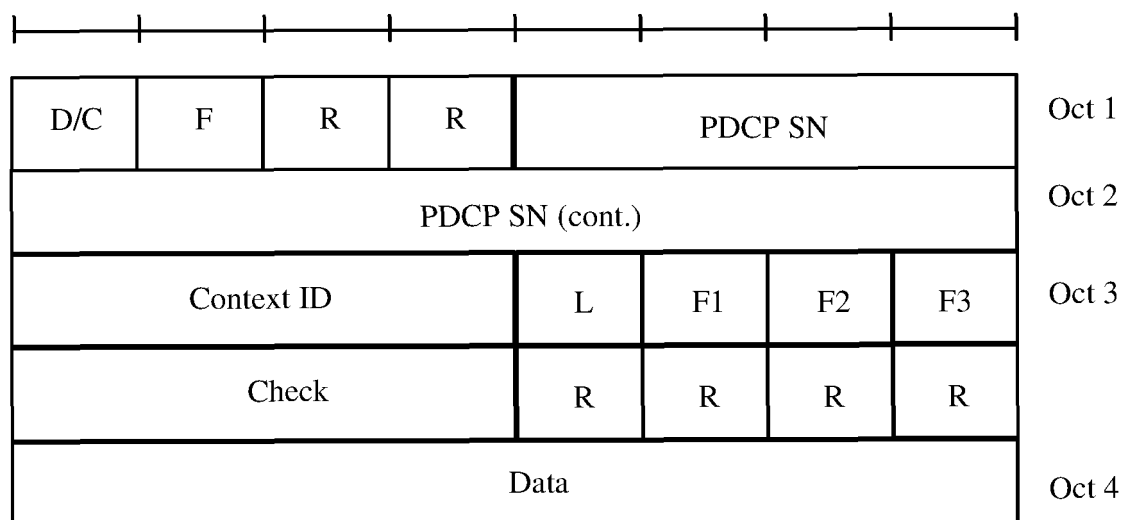 D/C F R R PDCP SN Oct 1
PDCP SN (cont.) Oct 2
Context ID L F1 F2 F3 Oct 3
Check R R R R
Data Oct 4